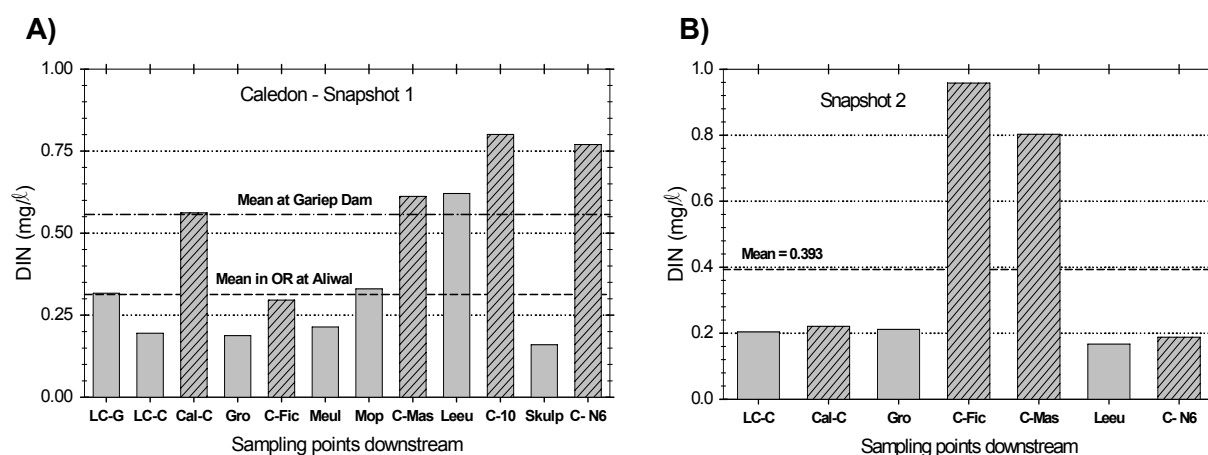 A)
Caledon - Snapshot 1
DIN (mg/ℓ)
1.00
0.75
0.50
0.25
0.00
Mean at Gariep Dam
Mean in OR at Aliwal
LC-G LC-C Cal-C Gro C-Fic Meul Mop C-Mas Leeu C-10 Skulp C- N6
Sampling points downstream
B)
Snapshot 2
DIN (mg/ℓ)
1.0
0.8
0.6
0.4
0.2
0.0
Mean = 0.393
LC-C Cal-C Gro C-Fic C-Mas Leeu C- N6
Sampling points downstream